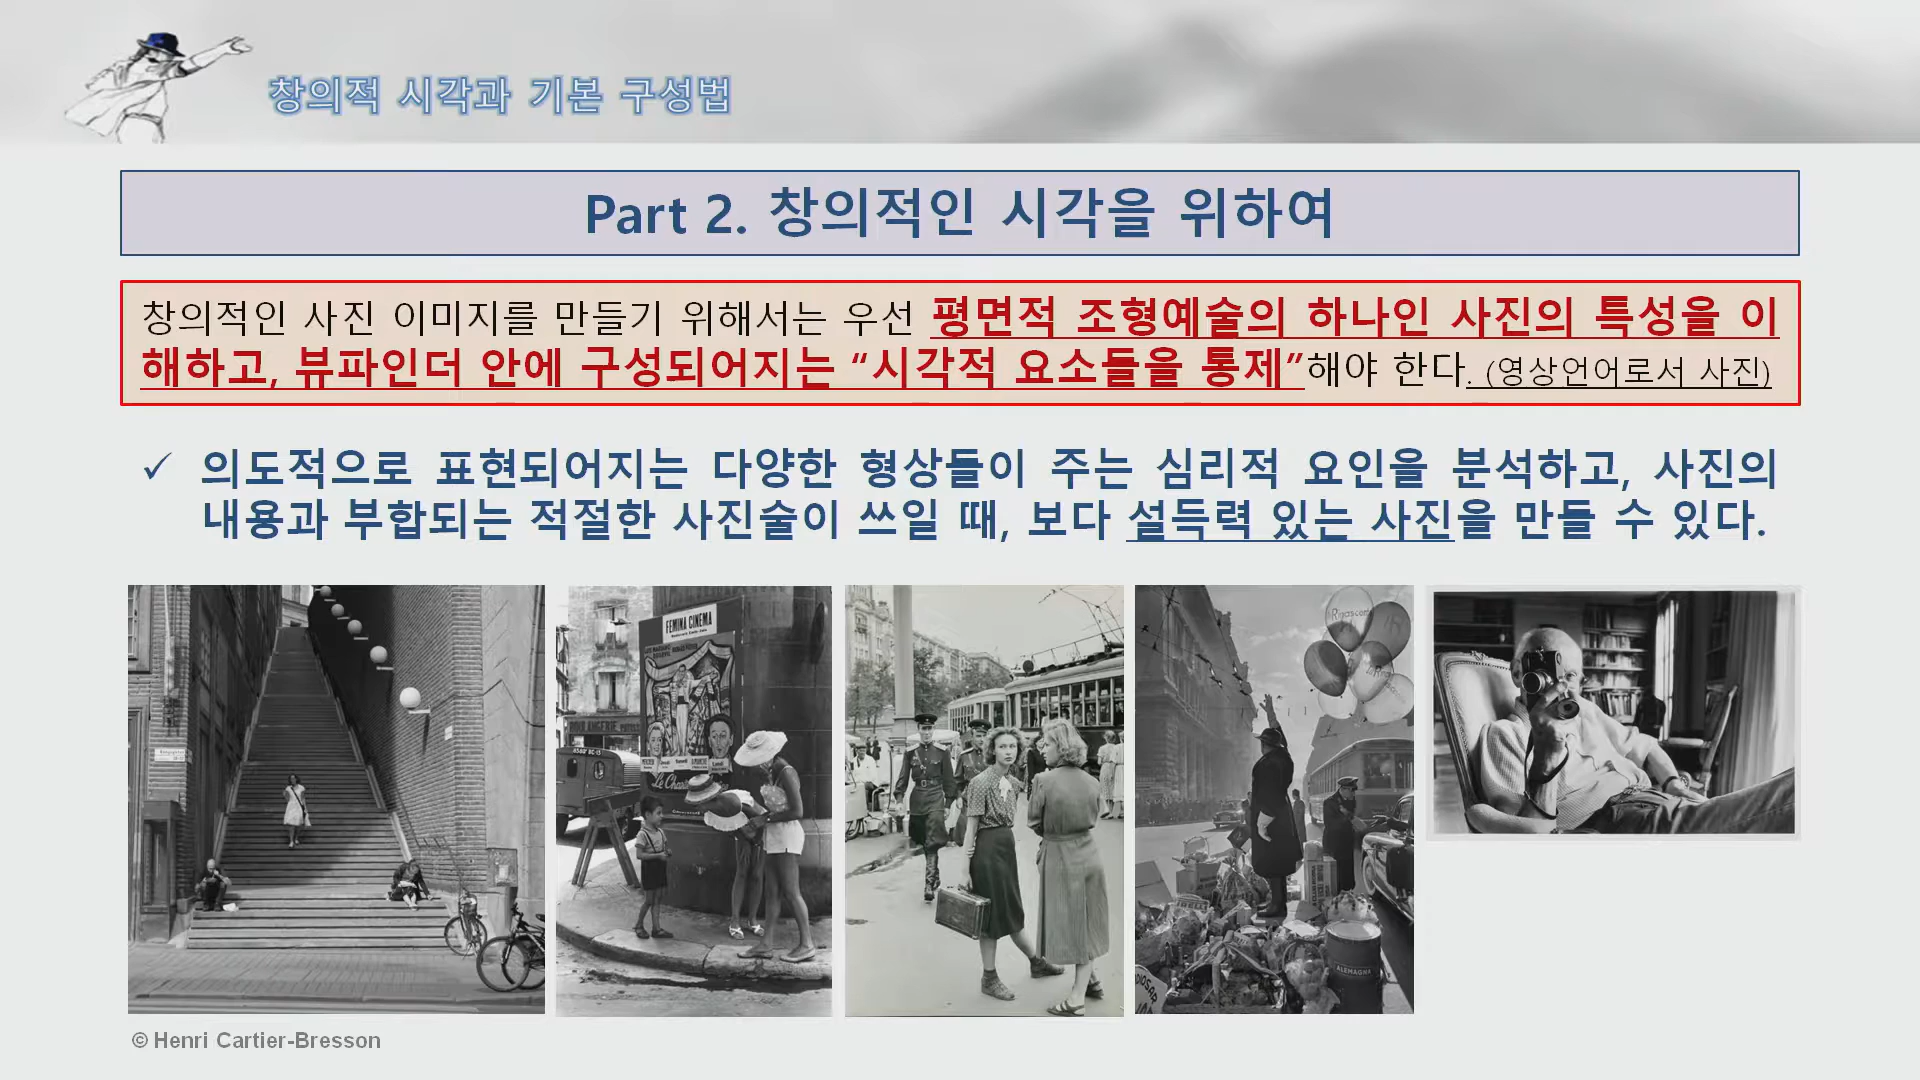 창의적 시각과 기본 구성법
Part 2. 창의적인 시각을 위하여
창의적인 사진 이미지를 만들기 위해서는 우선 평면적 조형예술의 하나인 사진의 특성을 이
해하고, 뷰파인더 안에 구성되어지는 “시각적 요소들을 통제”해야 한다. (영상언어로서 사진)
✓ 의도적으로 표현되어지는 다양한 형상들이 주는 심리적 요인을 분석하고, 사진의
내용과 부합되는 적절한 사진술이 쓰일 때, 보다 설득력 있는 사진을 만들 수 있다.
FEMINA CINEMA
Le
ALEMAGNA
© Henri Cartier-Bresson